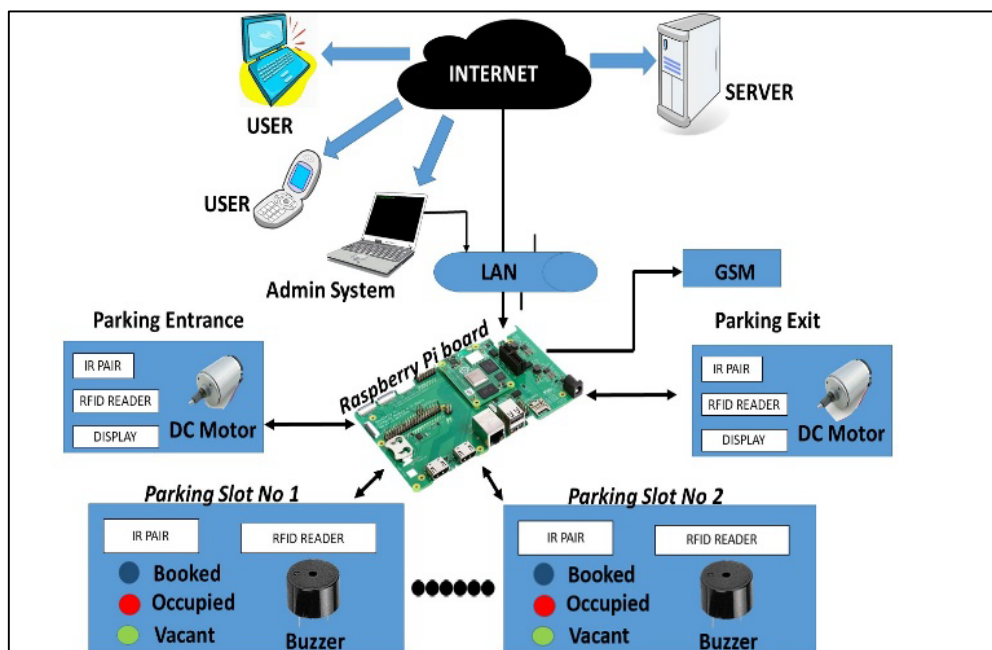 INTERNET
USER
SERVER
USER
Admin System
LAN
GSM
Parking Entrance
IR PAIR
RFID READER
DISPLAY
DC Motor
Raspberry Pi board
Parking Exit
IR PAIR
RFID READER
DISPLAY
DC Motor
Parking Slot No 1
IR PAIR
RFID READER
Booked
Occupied
Vacant
Buzzer
Parking Slot No 2
IR PAIR
RFID READER
Booked
Occupied
Vacant
Buzzer